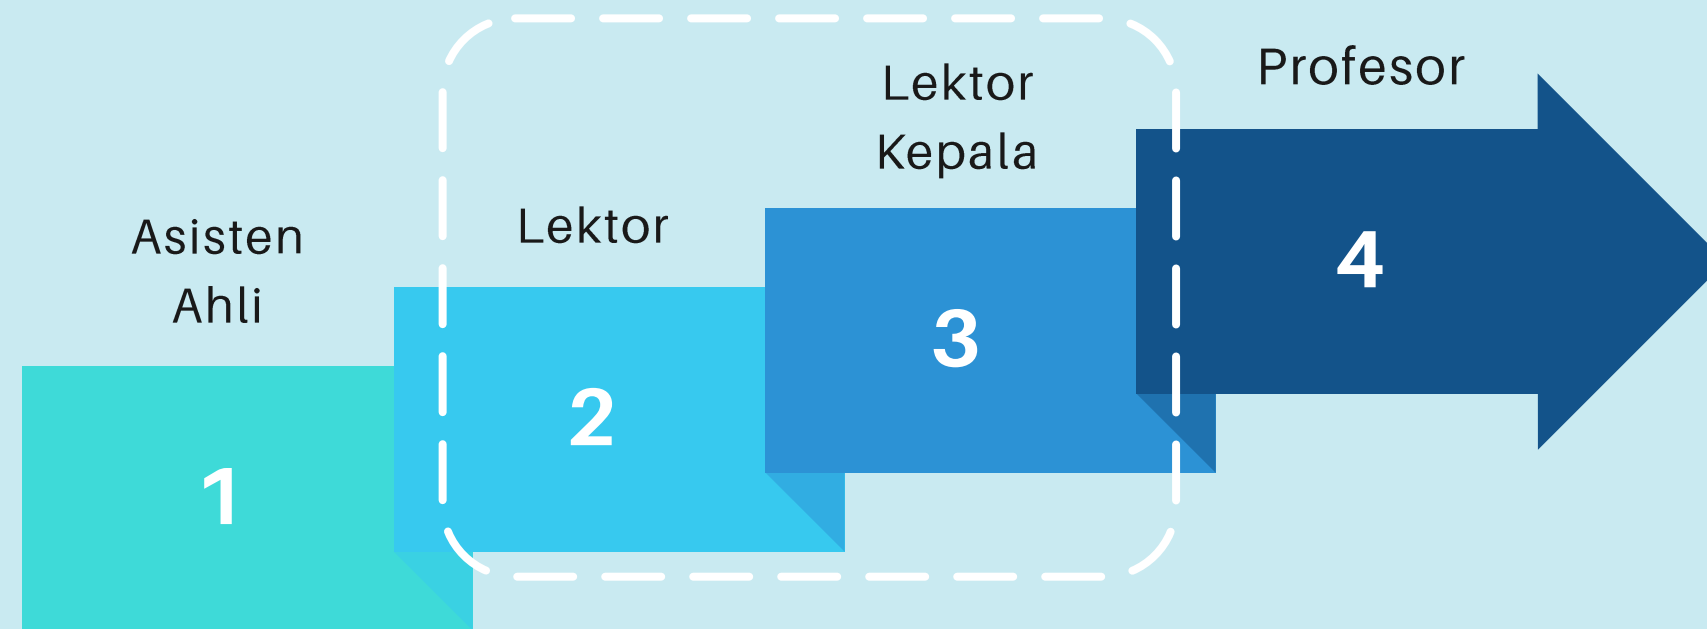 Asisten
Ahli
1
Lektor
2
Lektor
Kepala
3
Profesor
4